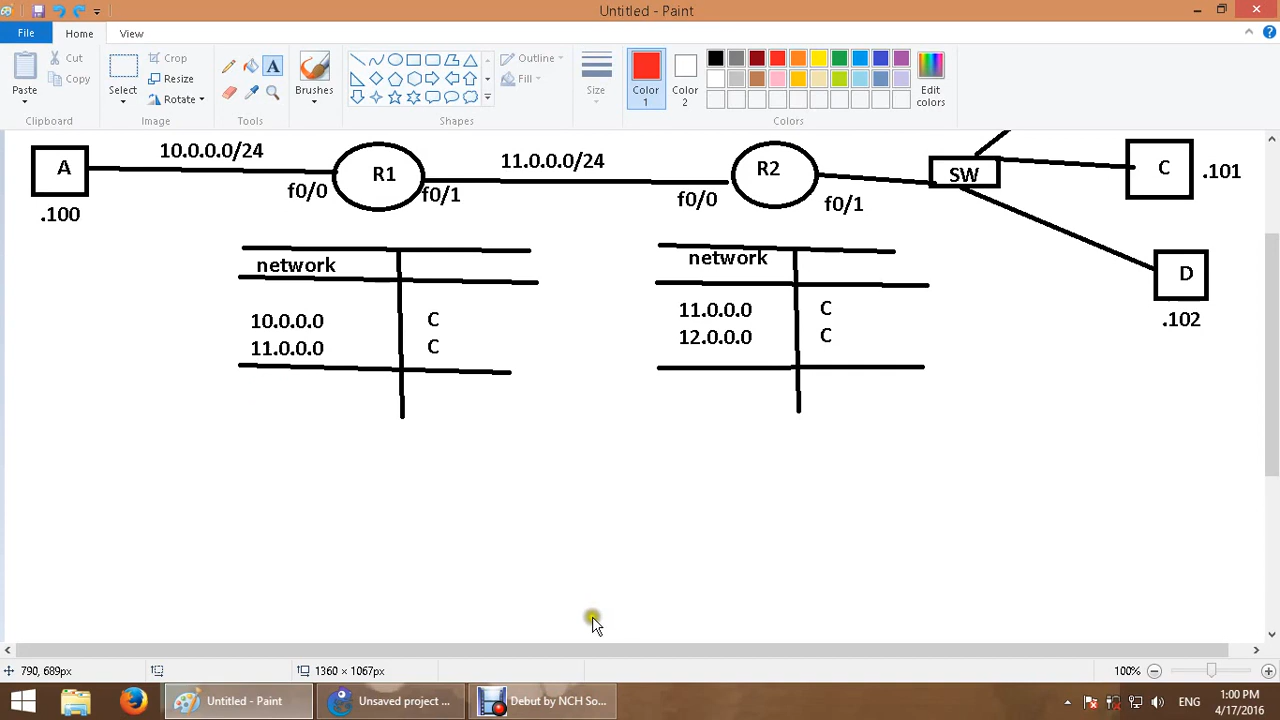 Untitled - Paint
File
Home
View
Paste
Cut
Copy
Clipboard
Select
Crop
Resize
Rotate
Image
A
Tools
Brushes
Shapes
Outline
Fill
Size
Color 1
Color 2
Edit colors
Colors
A
.100
10.0.0.0/24
f0/0
R1
f0/1
11.0.0.0/24
f0/0
R2
f0/1
SW
C
.101
D
.102
network
10.0.0.0 C
11.0.0.0 C
network
11.0.0.0 C
12.0.0.0 C
790, 689px
1360 × 1067px
100%
Untitled - Paint
Unsaved project ...
Debut by NCH So...
ENG
1:00 PM
4/17/2016